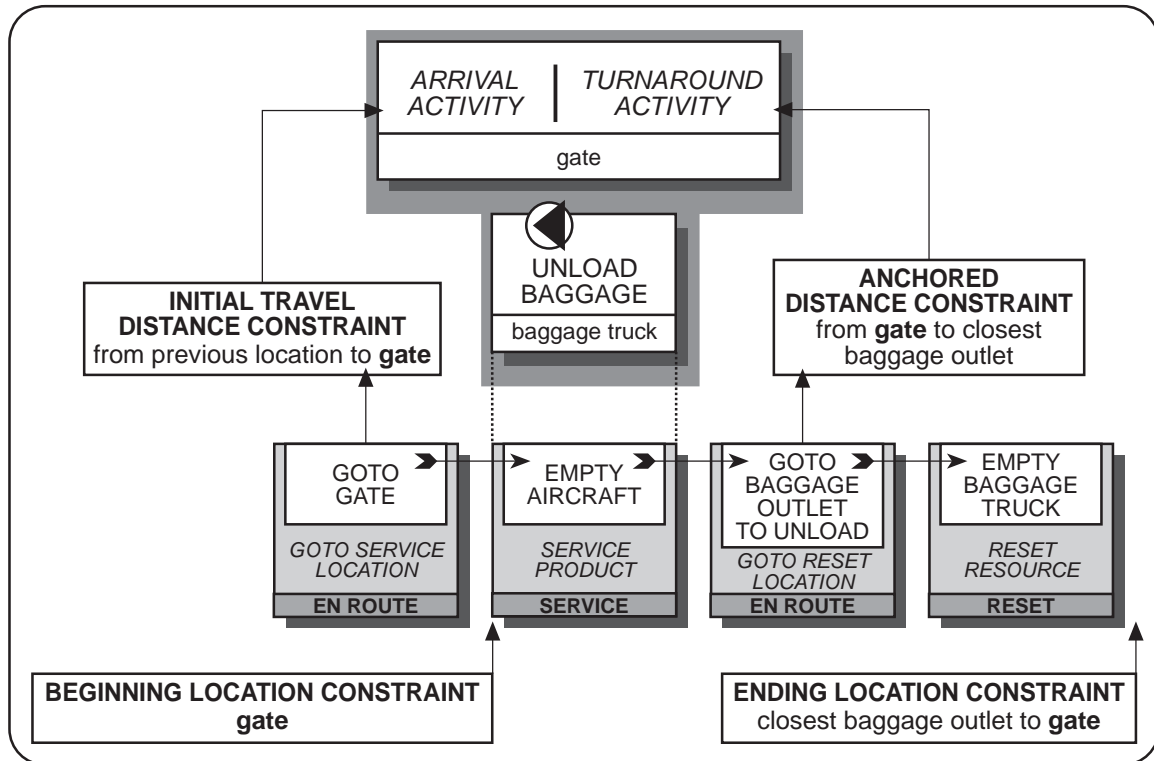 ARRIVAL
ACTIVITY
TURNAROUND
ACTIVITY
gate
UNLOAD
BAGGAGE
baggage truck
INITIAL TRAVEL
DISTANCE CONSTRAINT
from previous location to gate
ANCHORED
DISTANCE CONSTRAINT
from gate to closest
baggage outlet
GOTO
GATE
GOTO SERVICE
LOCATION
EN ROUTE
EMPTY
AIRCRAFT
SERVICE
PRODUCT
SERVICE
GOTO
BAGGAGE
OUTLET
TO UNLOAD
GOTO RESET
LOCATION
EN ROUTE
EMPTY
BAGGAGE
TRUCK
RESET
RESOURCE
RESET
BEGINNING LOCATION CONSTRAINT
gate
ENDING LOCATION CONSTRAINT
closest baggage outlet to gate